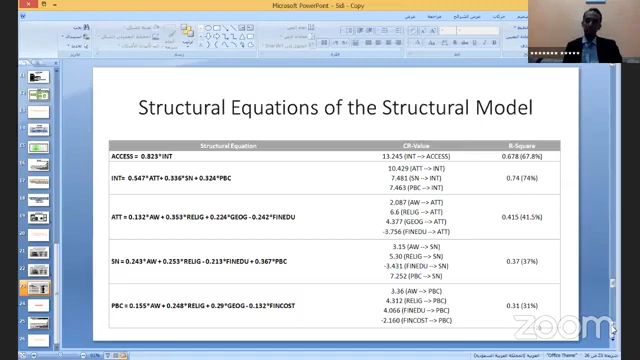 Microsoft PowerPoint - Sidi - Copy
Structural Equations of the Structural Model
Structural Equation CR-Value R-Square
ACCESS = 0.823*INT 13.245 (INT --> ACCESS) 0.678 (67.8%)
INT= 0.547*ATT+ 0.336*SN + 0.324*PBC 10.429 (ATT --> INT) 0.74 (74%)
7.481 (SN --> INT)
7.463 (PBC --> INT)
ATT = 0.132*AW + 0.353*RELIG + 0.224*GEOG -0.242*FINEDU 2.087 (AW --> ATT) 0.415 (41.5%)
6.6 (RELIG --> ATT)
4.377 (GEOG --> ATT)
-3.756 (FINEDU --> ATT)
SN = 0.243*AW + 0.253*RELIG -0.213*FINEDU + 0.367*PBC 3.15 (AW --> SN) 0.37 (37%)
5.30 (RELIG --> SN)
-3.431 (FINEDU --> SN)
7.252 (PBC --> SN)
PBC = 0.155*AW + 0.248*RELIG + 0.29*GEOG -0.132*FINCOST 3.36 (AW --> PBC) 0.31 (31%)
4.312 (RELIG --> PBC)
4.066 (FINEDU --> PBC)
-2.160 (FINCOST --> PBC)
zoom
"Office Theme"